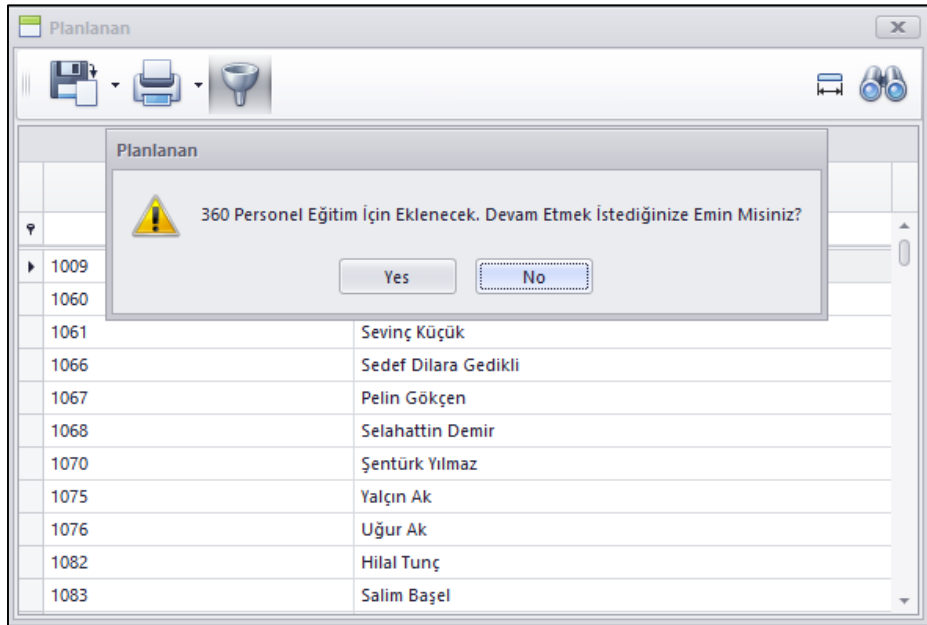 Planlanan
Planlanan
360 Personel Eğitim İçin Eklenecek. Devam Etmek İstediğinize Emin Misiniz?
Yes No
1009
1060
1061 Sevinç Küçük
1066 Sedef Dilara Gedikli
1067 Pelin Gökçen
1068 Selahattin Demir
1070 Şentürk Yılmaz
1075 Yalçın Ak
1076 Uğur Ak
1082 Hilal Tunç
1083 Salim Başel